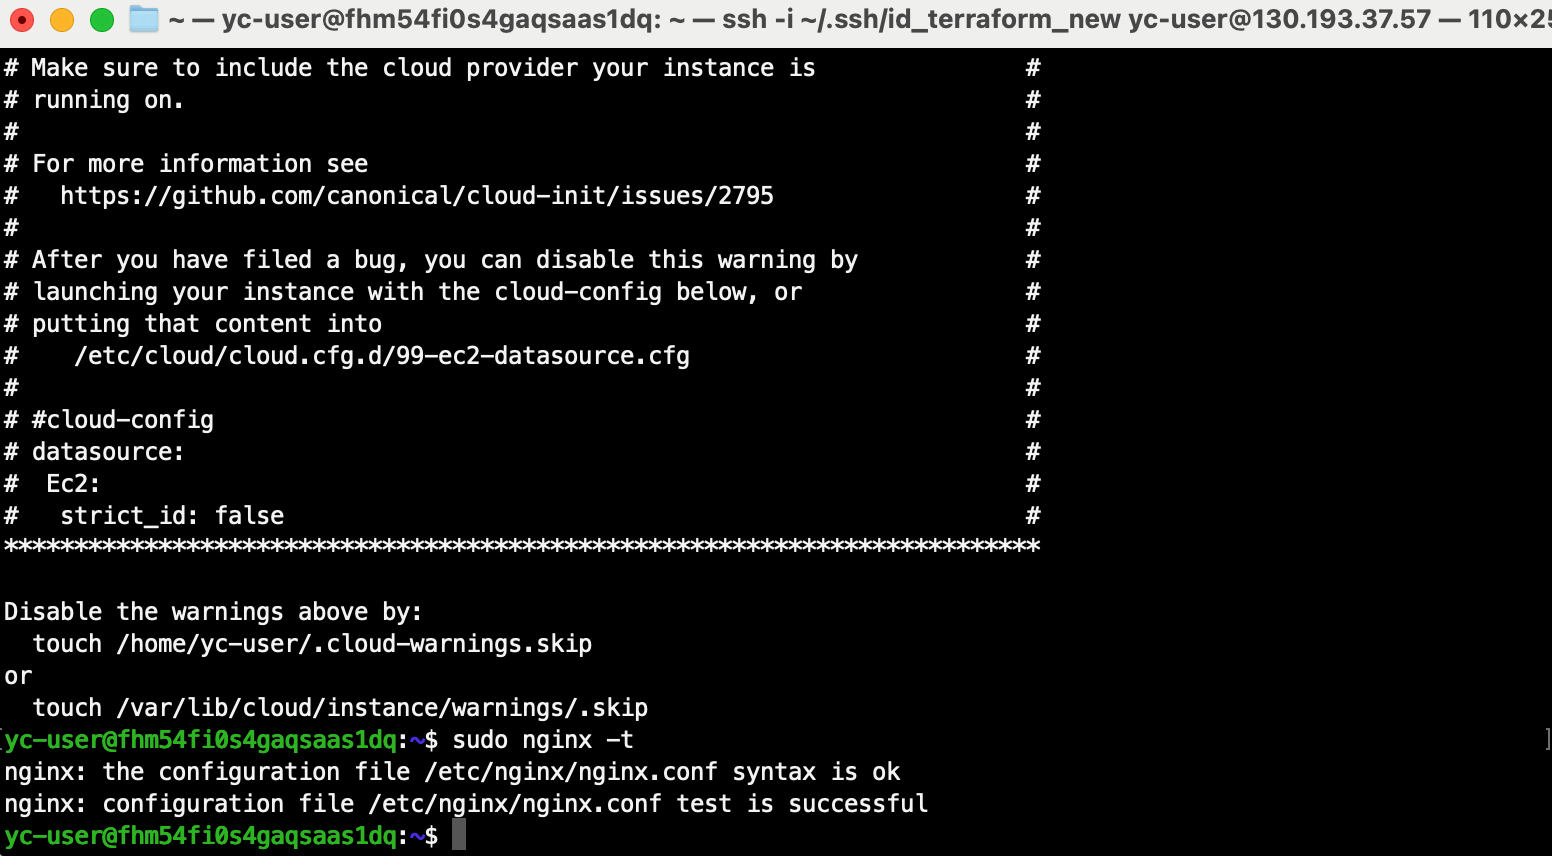 ~ — yc-user@fhm54fi0s4gaqsaas1dq: ~ — ssh -i ~/.ssh/id_terraform_new yc-user@130.193.37.57 — 110×25
# Make sure to include the cloud provider your instance is #
# running on. #
# #
# For more information see #
# https://github.com/canonical/cloud-init/issues/2795 #
# #
# After you have filed a bug, you can disable this warning by #
# launching your instance with the cloud-config below, or #
# putting that content into #
# /etc/cloud/cloud.cfg.d/99-ec2-datasource.cfg #
# #
# #cloud-config #
# datasource: #
# Ec2: #
# strict_id: false #
**************************************************************************
Disable the warnings above by:
touch /home/yc-user/.cloud-warnings.skip
or
touch /var/lib/cloud/instance/warnings/.skip
[yc-user@fhm54fi0s4gaqsaas1dq:~$ sudo nginx -t ]
nginx: the configuration file /etc/nginx/nginx.conf syntax is ok
nginx: configuration file /etc/nginx/nginx.conf test is successful
yc-user@fhm54fi0s4gaqsaas1dq:~$